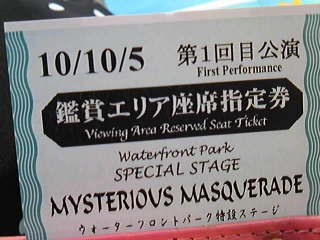 10/10/5 第1回目公演
First Performance
鑑賞エリア座席指定券
Viewing Area Reserved Seat Ticket
Waterfront Park
SPECIAL STAGE
MYSTERIOUS MASQUERADE
ウォーターフロントパーク特設ステージ